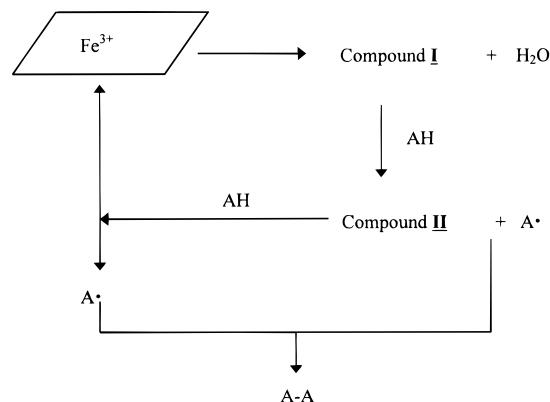 Fe³⁺
Compound I + H₂O
AH
AH
Compound II + A•
A•
A-A